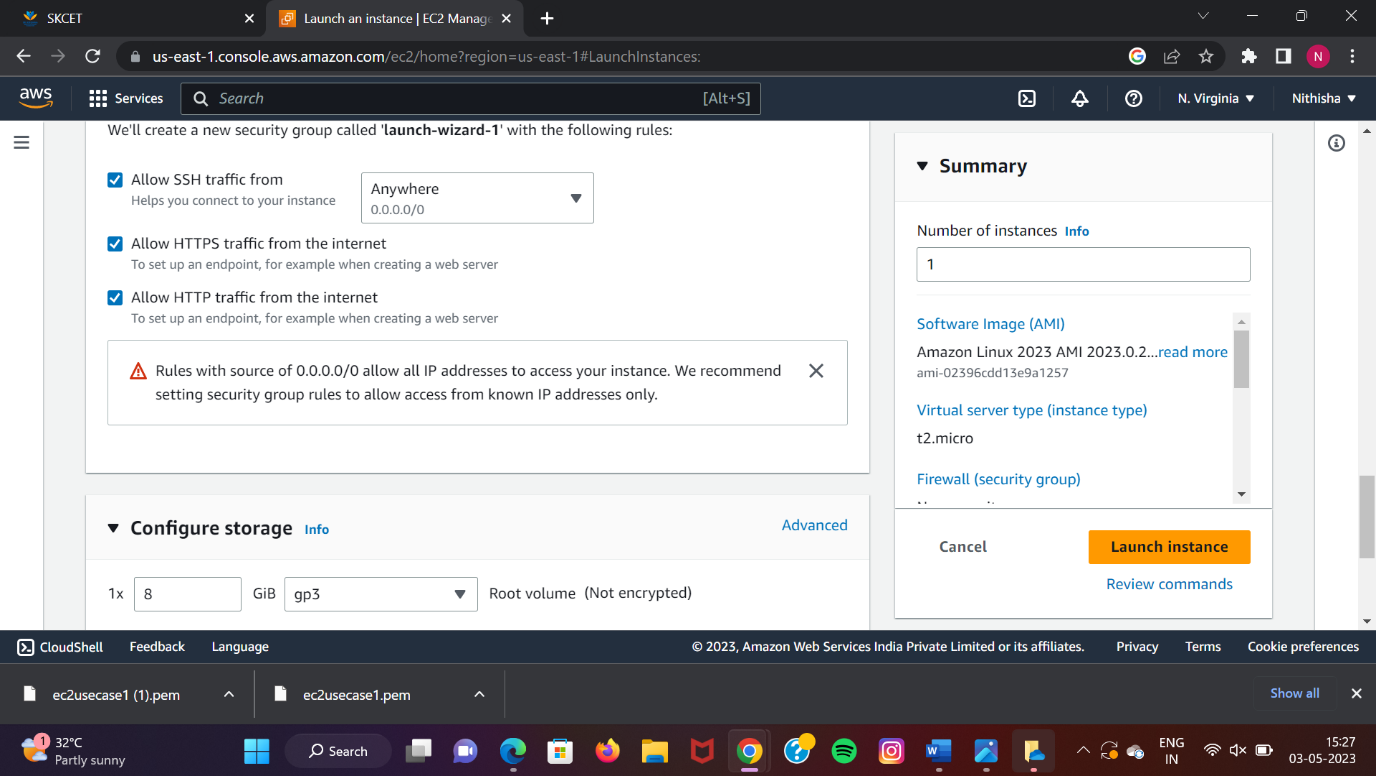 SKCET
Launch an instance | EC2 Manag
us-east-1.console.aws.amazon.com/ec2/home?region=us-east-1#LaunchInstances:
N
aws
Services
Search
[Alt+S]
N. Virginia
Nithisha
We'll create a new security group called 'launch-wizard-1' with the following rules:
Allow SSH traffic from
Helps you connect to your instance
Anywhere
0.0.0.0/0
Allow HTTPS traffic from the internet
To set up an endpoint, for example when creating a web server
Allow HTTP traffic from the internet
To set up an endpoint, for example when creating a web server
Rules with source of 0.0.0.0/0 allow all IP addresses to access your instance. We recommend
setting security group rules to allow access from known IP addresses only.
Configure storage Info
Advanced
1x 8 GiB gp3 Root volume (Not encrypted)
Summary
Number of instances Info
1
Software Image (AMI)
Amazon Linux 2023 AMI 2023.0.2...read more
ami-02396cdd13e9a1257
Virtual server type (instance type)
t2.micro
Firewall (security group)
Cancel
Launch instance
Review commands
CloudShell Feedback Language
© 2023, Amazon Web Services India Private Limited or its affiliates. Privacy Terms Cookie preferences
ec2usecase1 (1).pem
ec2usecase1.pem
Show all
1
32°C
Partly sunny
Search
ENG
IN
15:27
03-05-2023